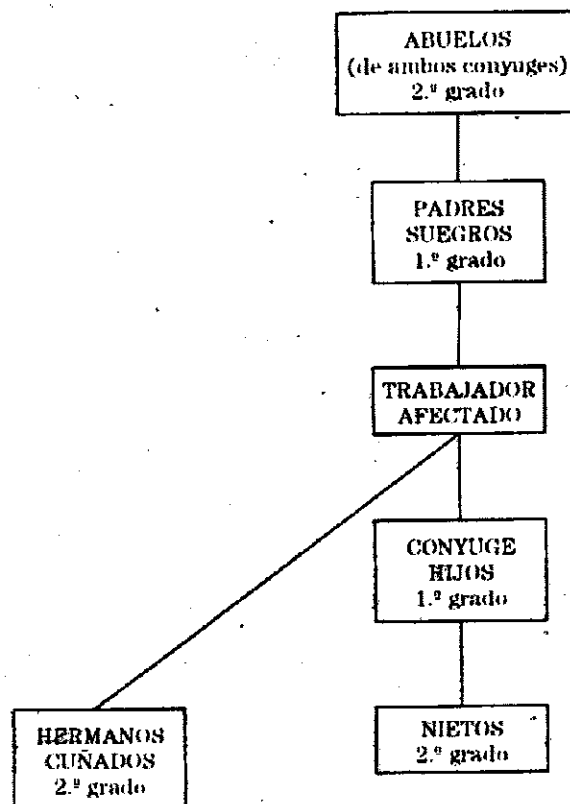 ABUELOS
(de ambos conyuges)
2.º grado
PADRES
SUEGROS
1.º grado
TRABAJADOR
AFECTADO
CONYUGE
HIJOS
1.º grado
HERMANOS
CUÑADOS
2.º grado
NIETOS
2.º grado